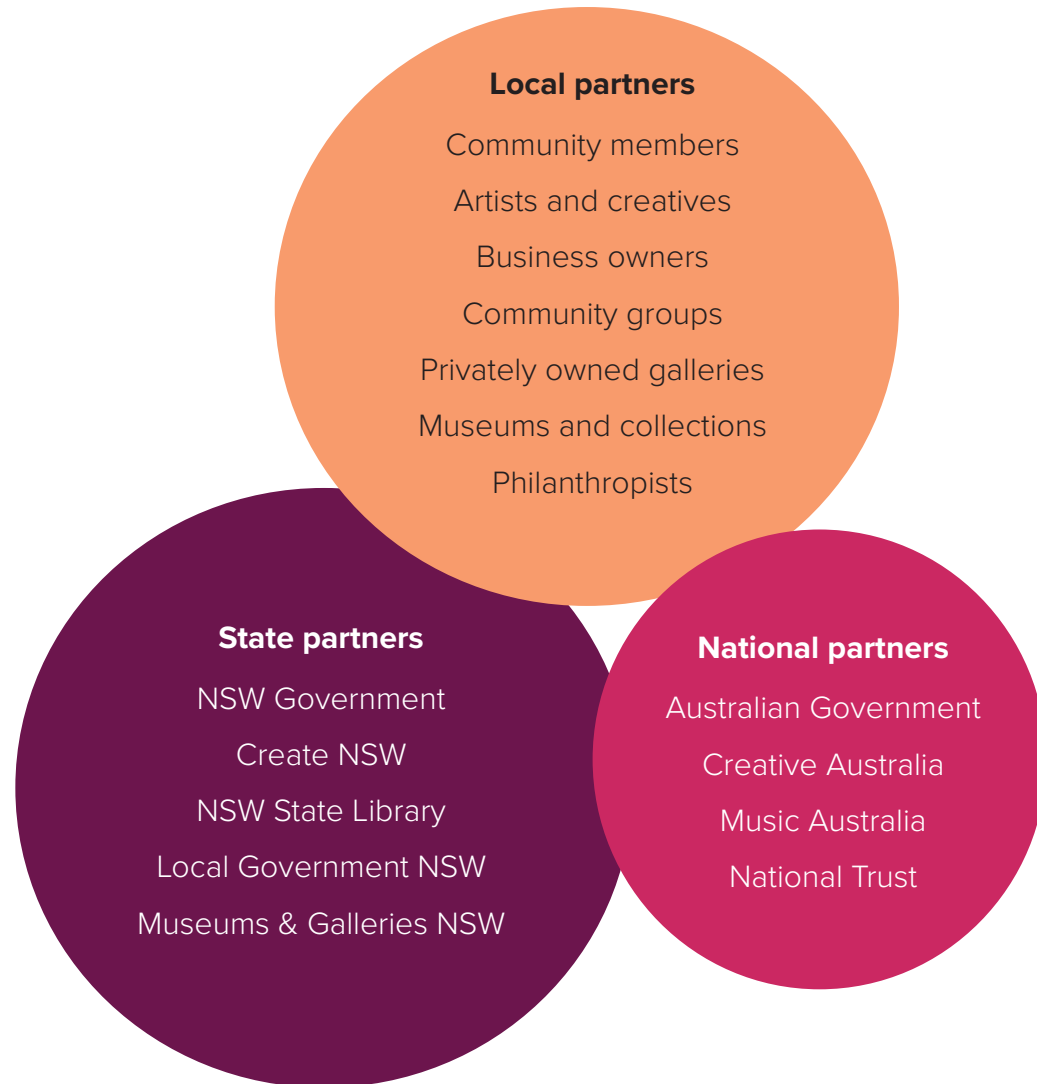 Local partners
Community members
Artists and creatives
Business owners
Community groups
Privately owned galleries
Museums and collections
Philanthropists
State partners
NSW Government
Create NSW
NSW State Library
Local Government NSW
Museums & Galleries NSW
National partners
Australian Government
Creative Australia
Music Australia
National Trust